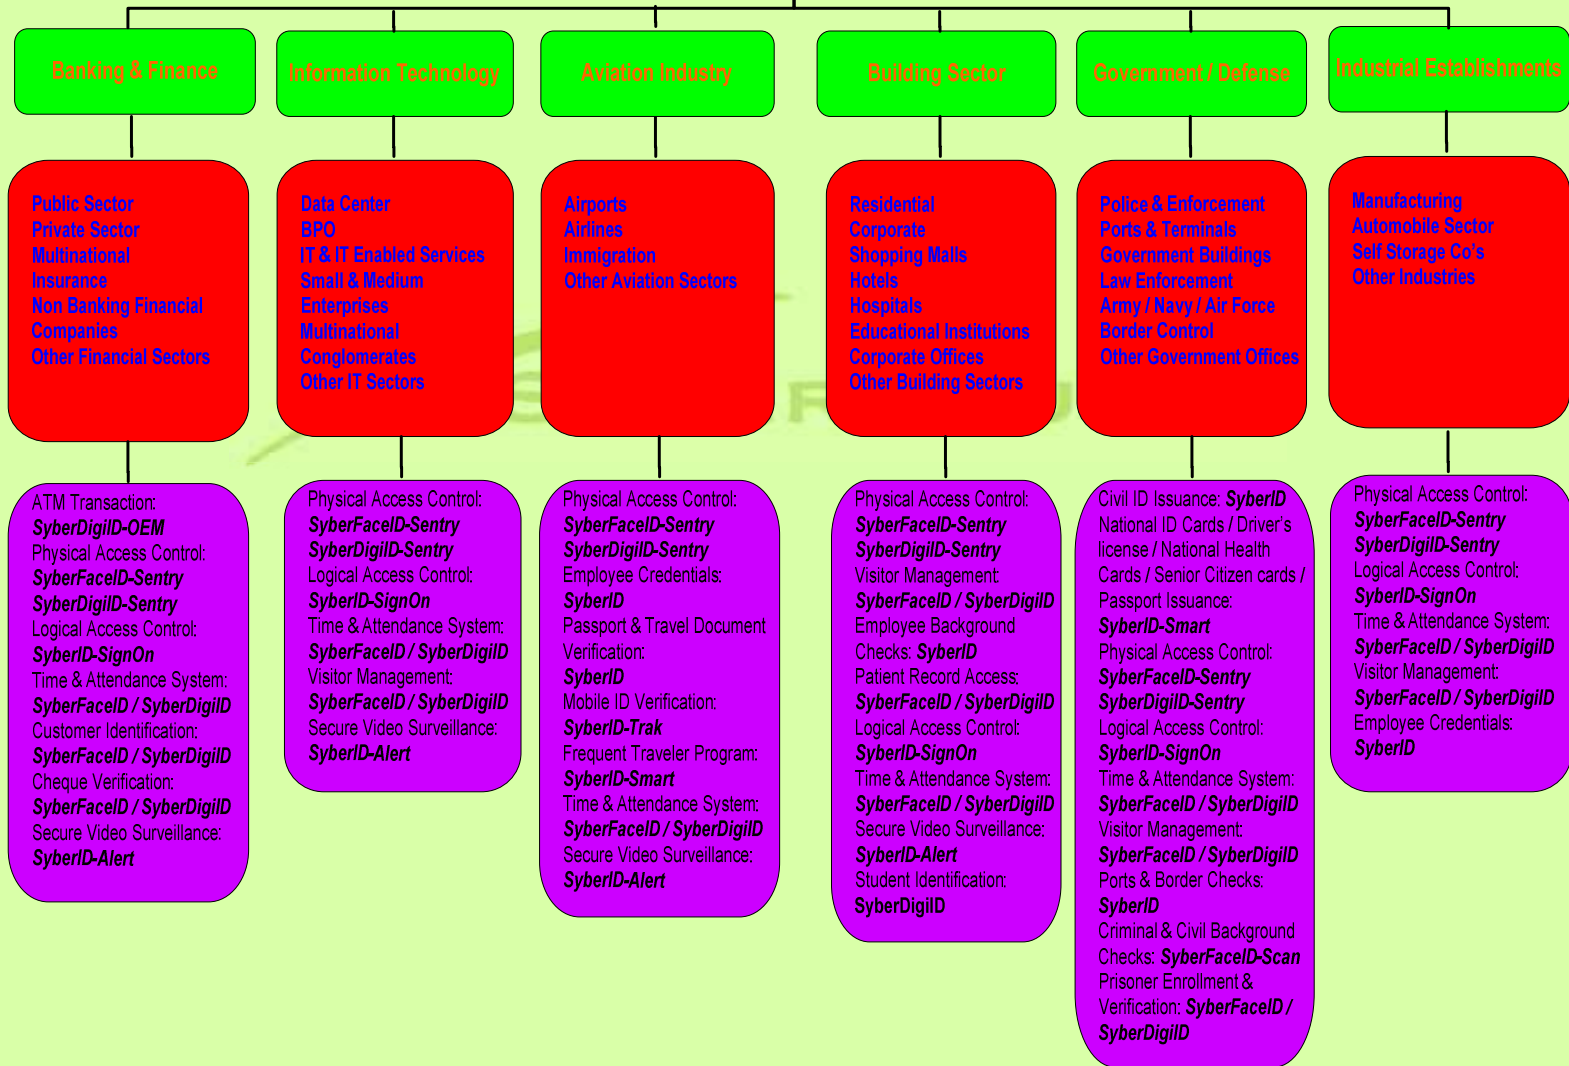 Banking & Finance
Information Technology
Aviation Industry
Building Sector
Government / Defense
Industrial Establishments
Public Sector
Private Sector
Multinational
Insurance
Non Banking Financial
Companies
Other Financial Sectors
Data Center
BPO
IT & IT Enabled Services
Small & Medium
Enterprises
Multinational
Conglomerates
Other IT Sectors
Airports
Airlines
Immigration
Other Aviation Sectors
Residential
Corporate
Shopping Malls
Hotels
Hospitals
Educational Institutions
Corporate Offices
Other Building Sectors
Police & Enforcement
Ports & Terminals
Government Buildings
Law Enforcement
Army / Navy / Air Force
Border Control
Other Government Offices
Manufacturing
Automobile Sector
Self Storage Co's
Other Industries
ATM Transaction:
SyberDigiID-OEM
Physical Access Control:
SyberFaceID-Sentry
SyberDigiID-Sentry
Logical Access Control:
SyberID-SignOn
Time & Attendance System:
SyberFaceID / SyberDigiID
Customer Identification:
SyberFaceID / SyberDigiID
Cheque Verification:
SyberFaceID / SyberDigiID
Secure Video Surveillance:
SyberID-Alert
Physical Access Control:
SyberFaceID-Sentry
SyberDigiID-Sentry
Logical Access Control:
SyberID-SignOn
Time & Attendance System:
SyberFaceID / SyberDigiID
Visitor Management:
SyberFaceID / SyberDigiID
Secure Video Surveillance:
SyberID-Alert
Physical Access Control:
SyberFaceID-Sentry
SyberDigiID-Sentry
Employee Credentials:
SyberID
Passport & Travel Document
Verification:
SyberID
Mobile ID Verification:
SyberID-Trak
Frequent Traveler Program:
SyberID-Smart
Time & Attendance System:
SyberFaceID / SyberDigiID
Secure Video Surveillance:
SyberID-Alert
Physical Access Control:
SyberFaceID-Sentry
SyberDigiID-Sentry
Visitor Management:
SyberFaceID / SyberDigiID
Employee Background
Checks: SyberID
Patient Record Access:
SyberFaceID / SyberDigiID
Logical Access Control:
SyberID-SignOn
Time & Attendance System:
SyberFaceID / SyberDigiID
Secure Video Surveillance:
SyberID-Alert
Student Identification:
SyberDigiID
Civil ID Issuance: SyberID
National ID Cards / Driver's
license / National Health
Cards / Senior Citizen cards /
Passport Issuance:
SyberID-Smart
Physical Access Control:
SyberFaceID-Sentry
SyberDigiID-Sentry
Logical Access Control:
SyberID-SignOn
Time & Attendance System:
SyberFaceID / SyberDigiID
Visitor Management:
SyberFaceID / SyberDigiID
Ports & Border Checks:
SyberID
Criminal & Civil Background
Checks: SyberFaceID-Scan
Prisoner Enrollment &
Verification: SyberFaceID /
SyberDigiID
Physical Access Control:
SyberFaceID-Sentry
SyberDigiID-Sentry
Logical Access Control:
SyberID-SignOn
Time & Attendance System:
SyberFaceID / SyberDigiID
Visitor Management:
SyberFaceID / SyberDigiID
Employee Credentials:
SyberID